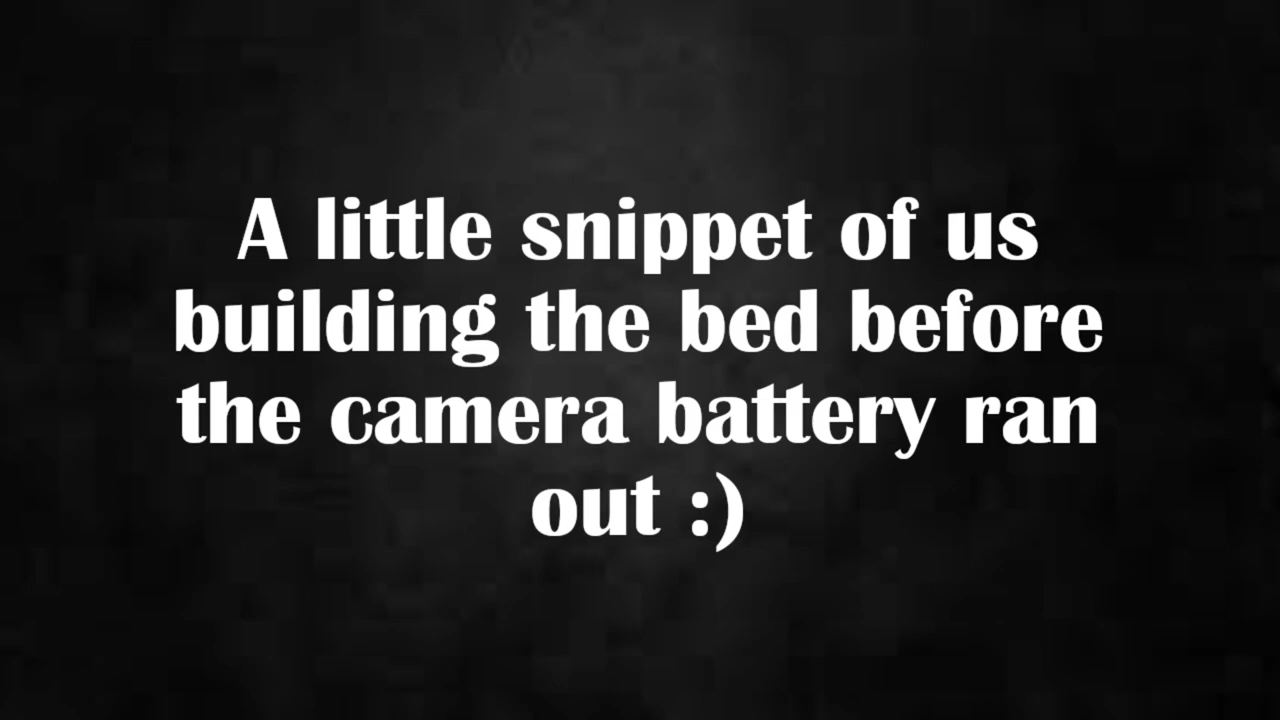 A little snippet of us
building the bed before
the camera battery ran
out :)